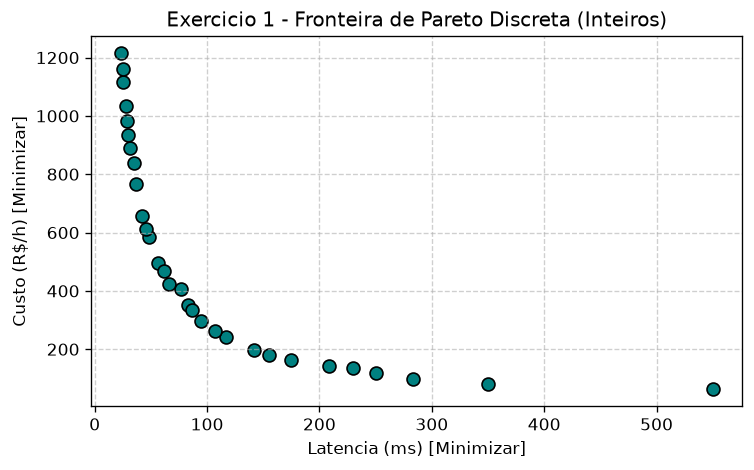 Exercicio 1 - Fronteira de Pareto Discreta (Inteiros)
Custo (R$/h) [Minimizar]
1200
1000
800
600
400
200
0 100 200 300 400 500
Latencia (ms) [Minimizar]